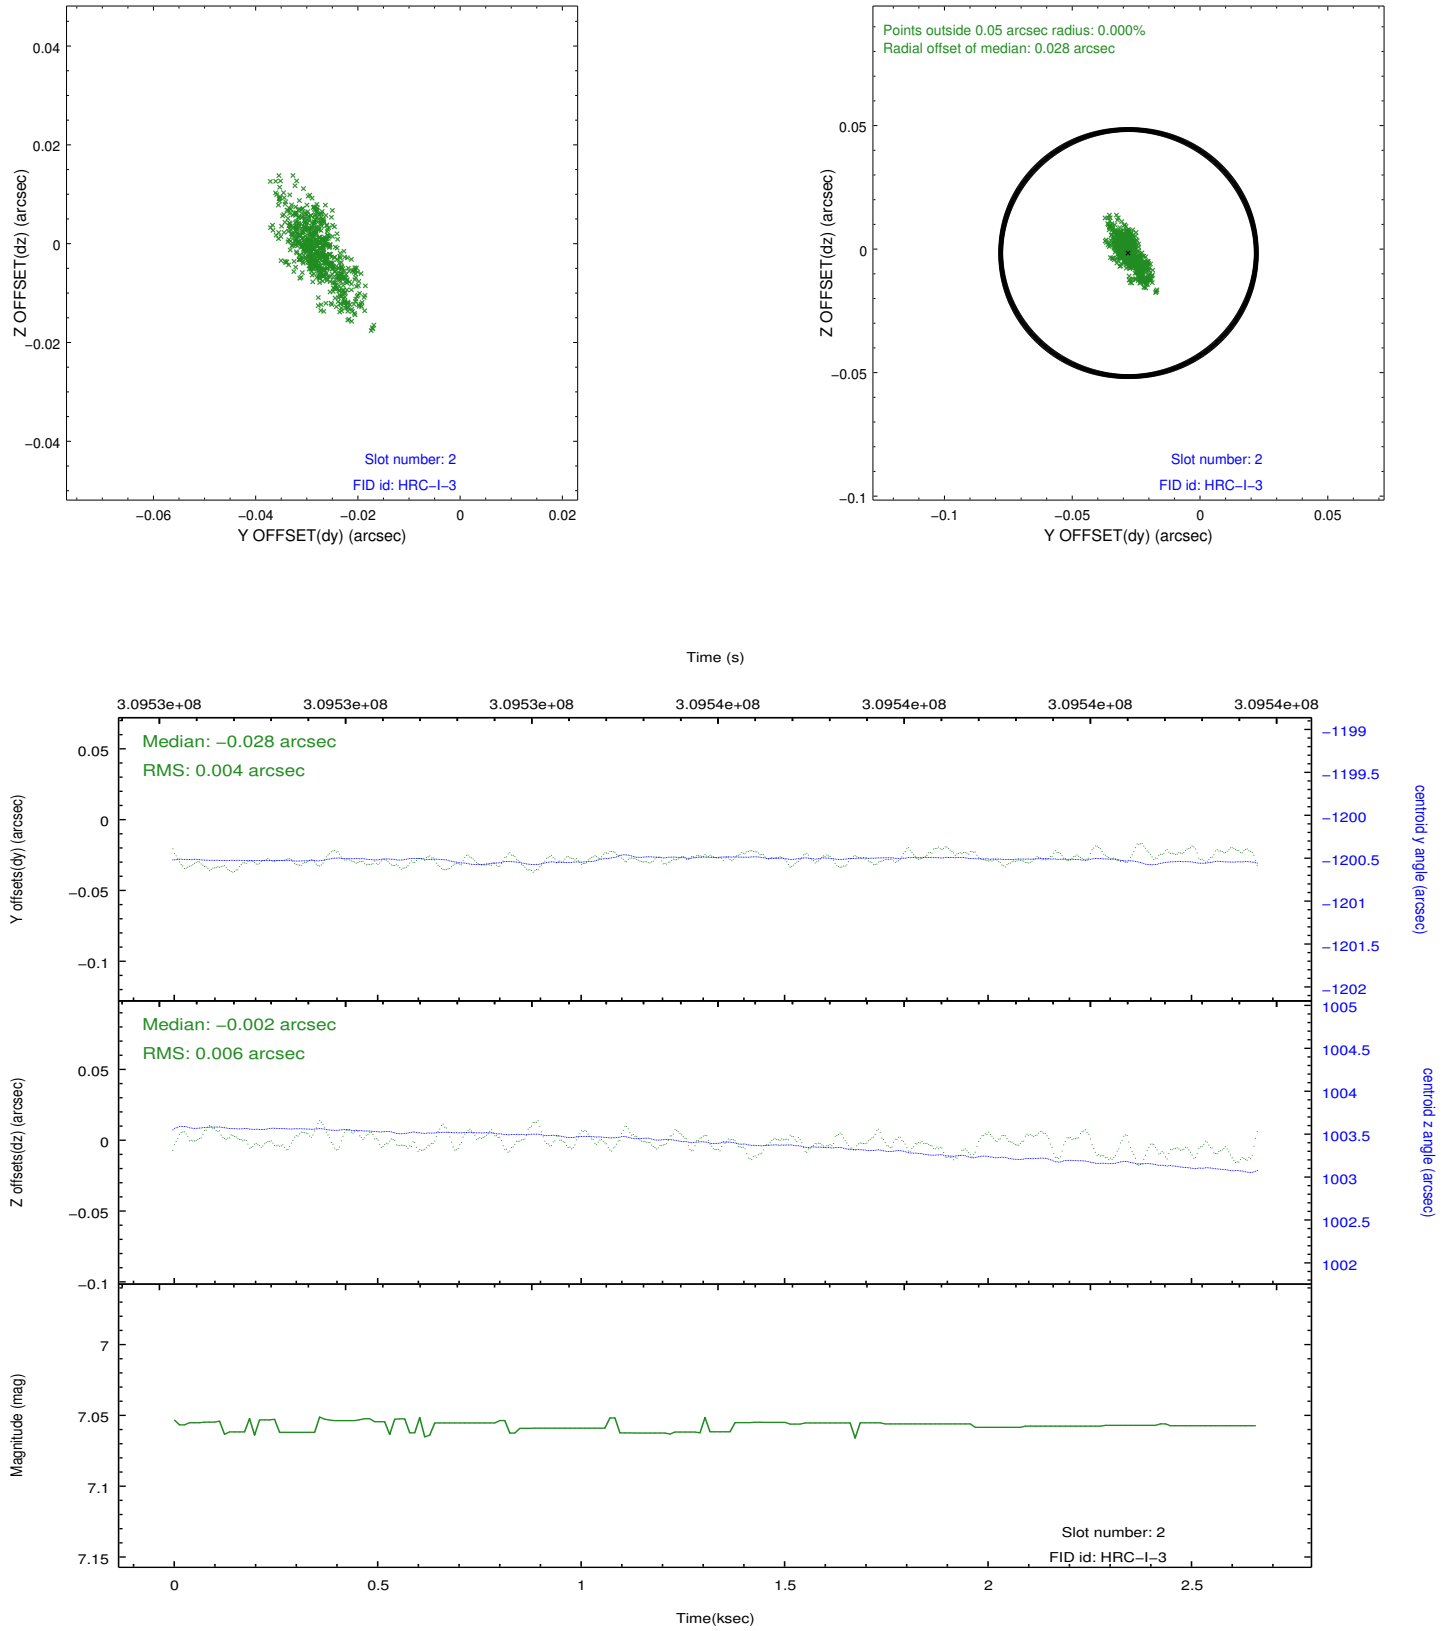 0.04
0.02
0
−0.02
−0.04
Z OFFSET(dz) (arcsec)
Slot number: 2
FID id: HRC−I−3
−0.06
−0.04
−0.02
0
0.02
Y OFFSET(dy) (arcsec)
Points outside 0.05 arcsec radius: 0.000%
Radial offset of median: 0.028 arcsec
0.05
0
−0.05
−0.1
Z OFFSET(dz) (arcsec)
Slot number: 2
FID id: HRC−I−3
−0.1
−0.05
0
0.05
Y OFFSET(dy) (arcsec)
Time (s)
3.0953e+08
3.0953e+08
3.0953e+08
3.0954e+08
3.0954e+08
3.0954e+08
3.0954e+08
Median: −0.028 arcsec
RMS: 0.004 arcsec
0.05
0
−0.05
−0.1
Y offsets(dy) (arcsec)
−1199
−1199.5
−1200
−1200.5
−1201
−1201.5
−1202
centroid y angle (arcsec)
Median: −0.002 arcsec
RMS: 0.006 arcsec
0.05
0
−0.05
−0.1
Z offsets(dz) (arcsec)
1005
1004.5
1004
1003.5
1003
1002.5
1002
centroid z angle (arcsec)
7
7.05
7.1
7.15
Magnitude (mag)
Slot number: 2
FID id: HRC−I−3
0
0.5
1
1.5
2
2.5
Time(ksec)